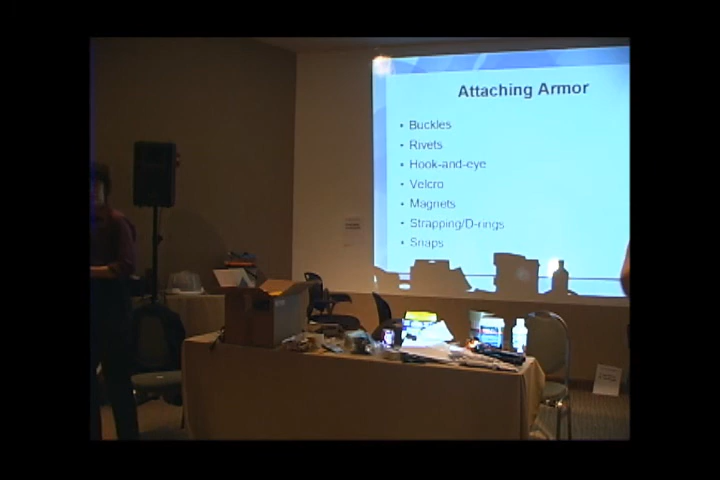 Attaching Armor
• Buckles
• Rivets
• Hook-and-eye
• Velcro
• Magnets
• Strapping/D-rings
• Snaps